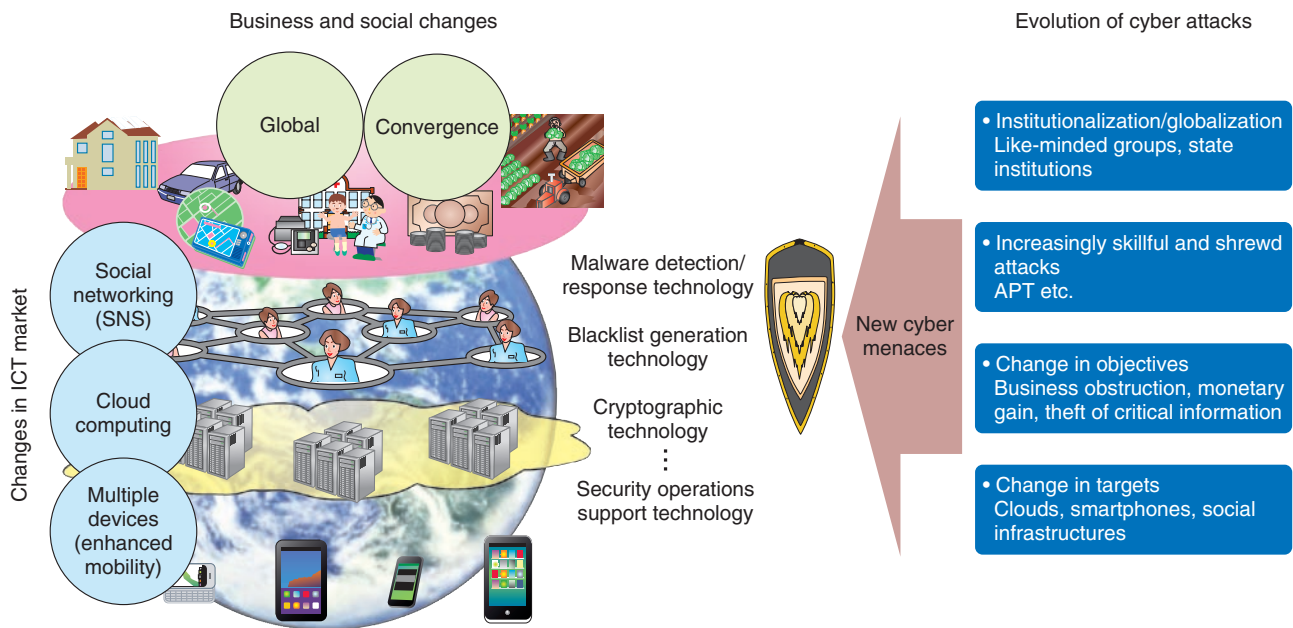 Business and social changes
Evolution of cyber attacks
Global
Convergence
Changes in ICT market
Social
networking
(SNS)
Cloud
computing
Multiple
devices
(enhanced
mobility)
Malware detection/
response technology
Blacklist generation
technology
Cryptographic
technology
⋮
Security operations
support technology
New cyber
menaces
• Institutionalization/globalization
Like-minded groups, state
institutions
• Increasingly skillful and shrewd
attacks
APT etc.
• Change in objectives
Business obstruction, monetary
gain, theft of critical information
• Change in targets
Clouds, smartphones, social
infrastructures